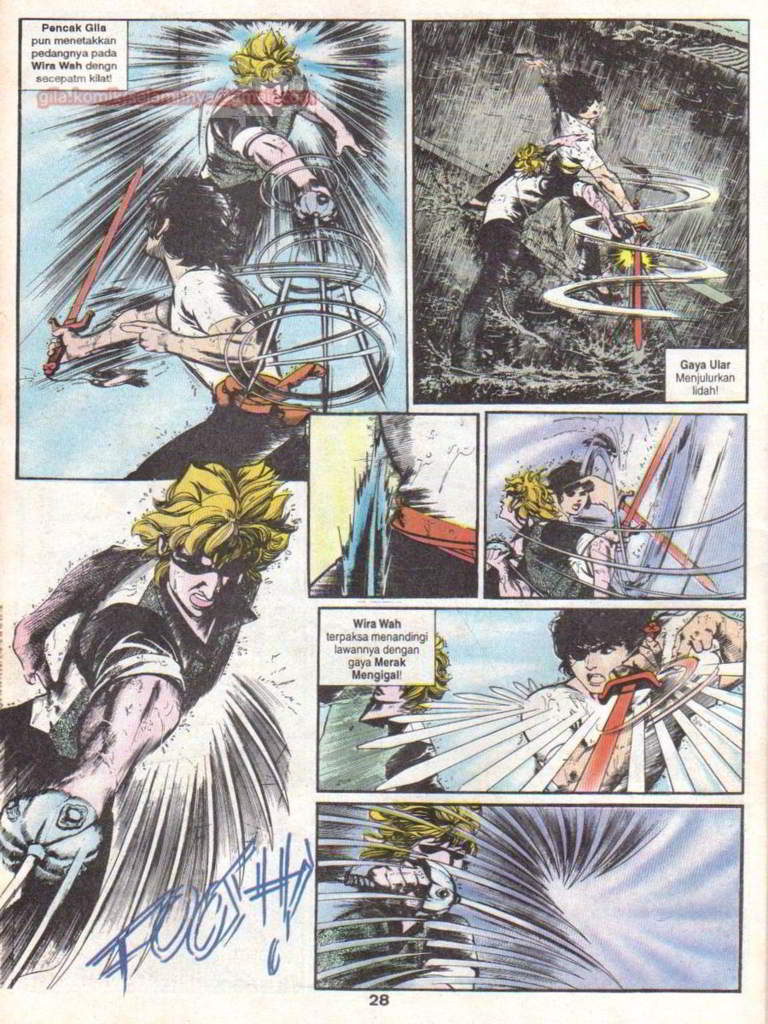 Pencak Gila
pun menetakkan
pedangnya pada
Wira Wah dengn
secepatm kilat!
Gaya Ular
Menjulurkan
lidah!
Wira Wah
terpaksa menandingi
lawannya dengan
gaya Merak
Mengigal!
28